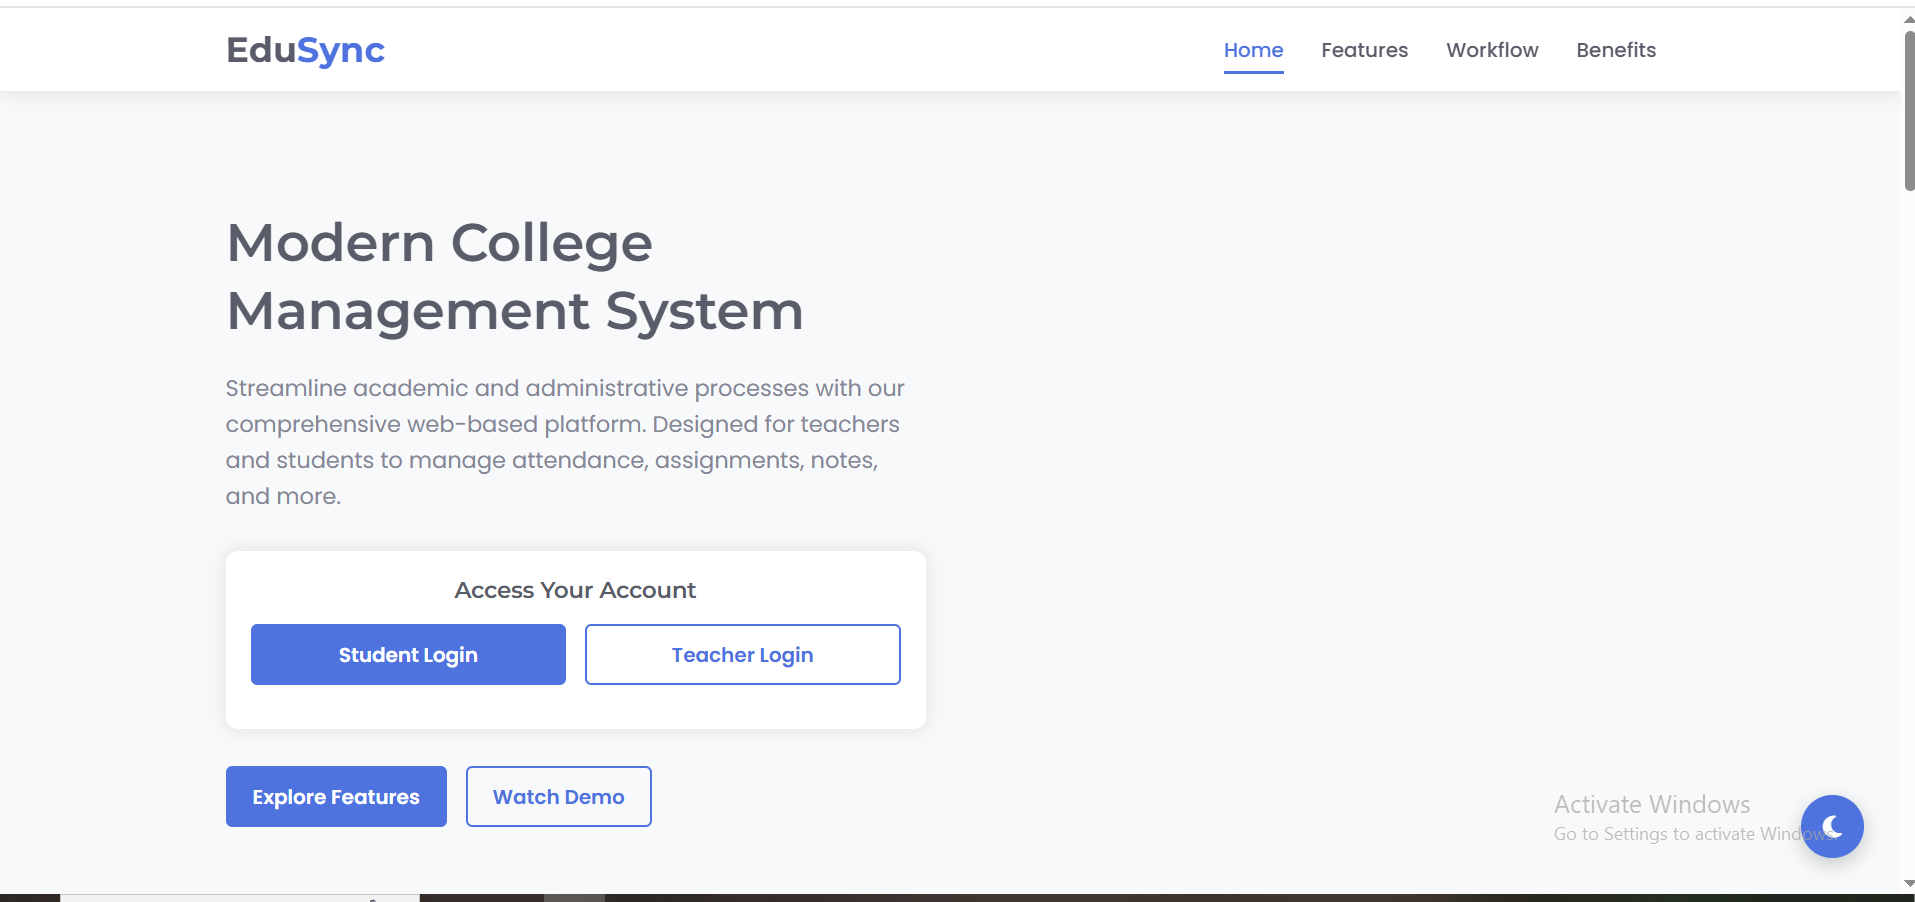 EduSync
Home Features Workflow Benefits
Modern College
Management System
Streamline academic and administrative processes with our
comprehensive web-based platform. Designed for teachers
and students to manage attendance, assignments, notes,
and more.
Access Your Account
Student Login Teacher Login
Explore Features Watch Demo
Activate Windows
Go to Settings to activate Windows.